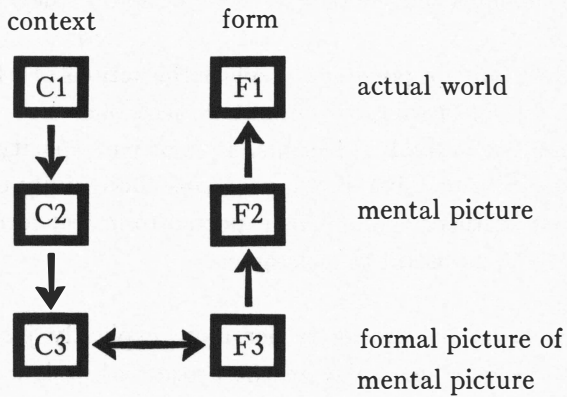 context form
C1 F1 actual world
C2 F2 mental picture
C3 F3 formal picture of
mental picture